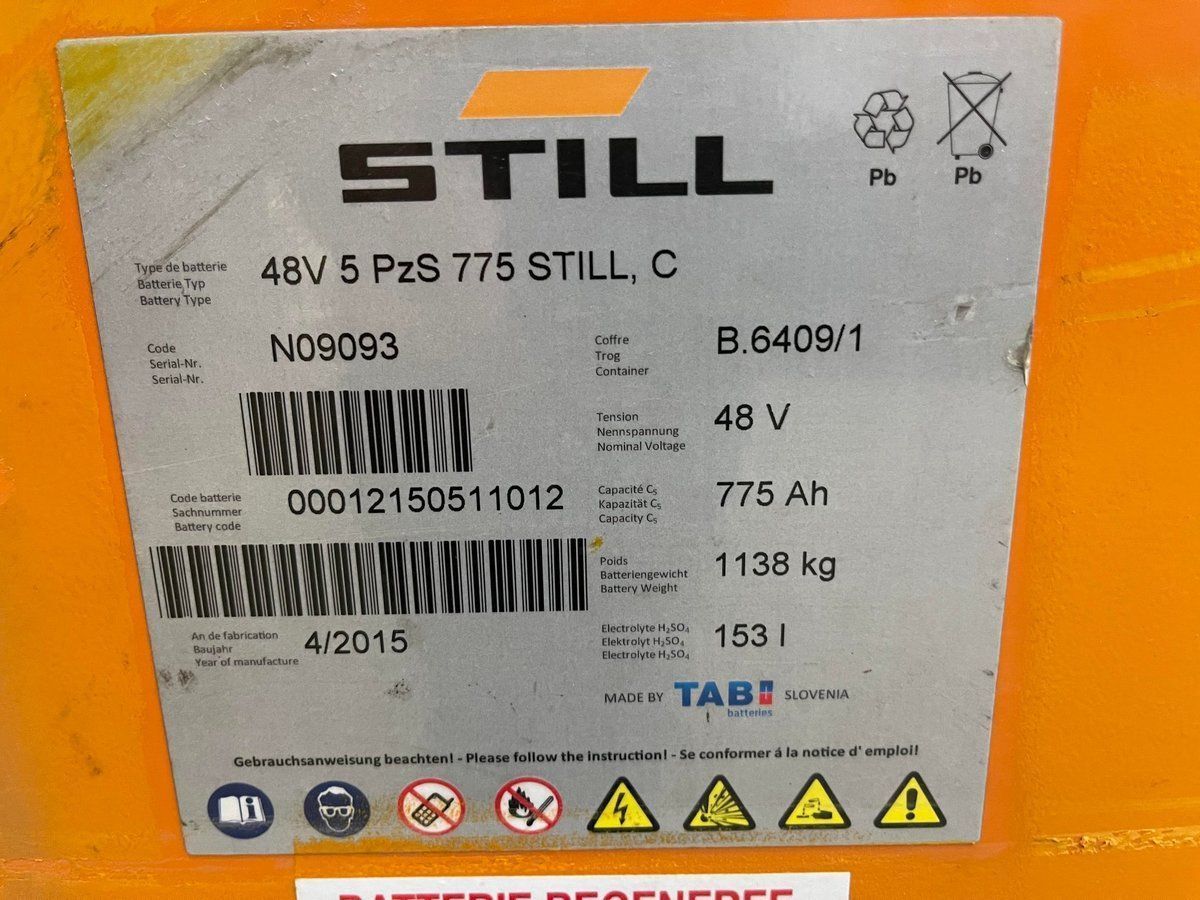 STILL
Pb
Pb
Type de batterie
Batterie Typ
Battery Type
48V 5 PzS 775 STILL, C
Code
Serial-Nr.
Serial-Nr.
N09093
Coffre
Trog
Container
B.6409/1
Tension
Nennspannung
Nominal Voltage
48 V
Code batterie
Sachnummer
Battery code
00012150511012
Capacité C₅
Kapazität C₅
Capacity C₅
775 Ah
Poids
Batteriengewicht
Battery Weight
1138 kg
An de fabrication
Baujahr
Year of manufacture
4/2015
Electrolyte H₂SO₄
Elektrolyt H₂SO₄
Electrolyte H₂SO₄
153 l
MADE BY TAB batteries SLOVENIA
Gebrauchsanweisung beachten! - Please follow the instruction! - Se conformer á la notice d' emploi!
BATTERIE REGENEREE